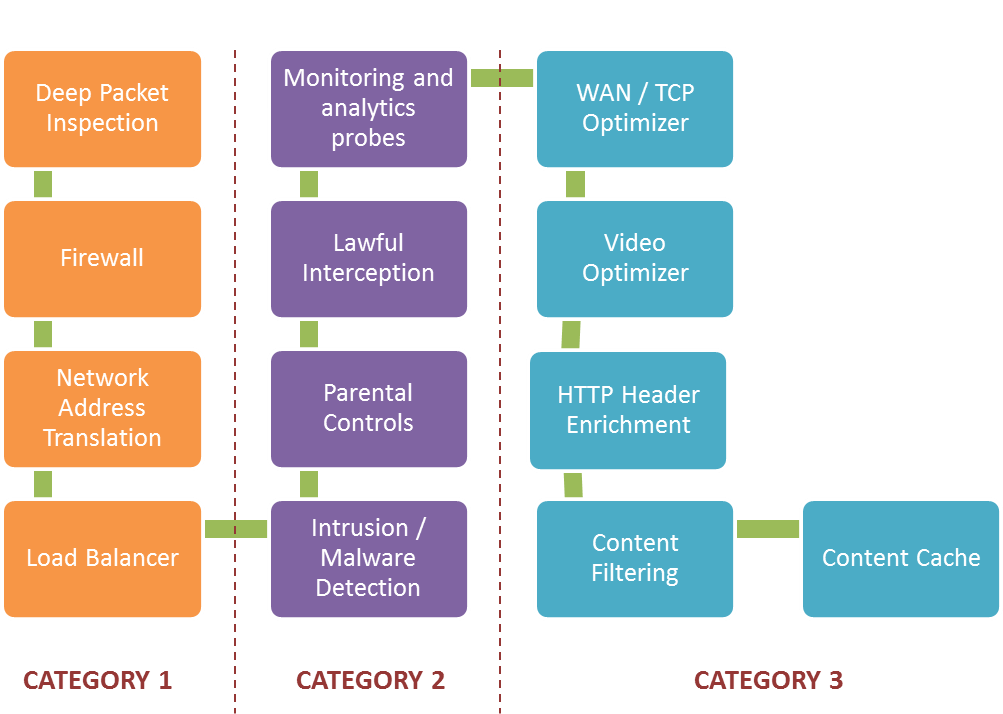 Deep Packet
Inspection
Firewall
Network
Address
Translation
Load Balancer
Monitoring and
analytics
probes
Lawful
Interception
Parental
Controls
Intrusion /
Malware
Detection
WAN / TCP
Optimizer
Video
Optimizer
HTTP Header
Enrichment
Content
Filtering
Content Cache
CATEGORY 1
CATEGORY 2
CATEGORY 3